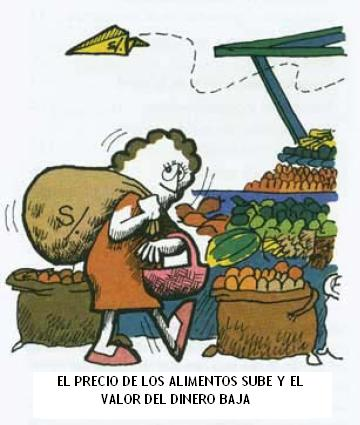 S/.
S/.
EL PRECIO DE LOS ALIMENTOS SUBE Y EL
VALOR DEL DINERO BAJA